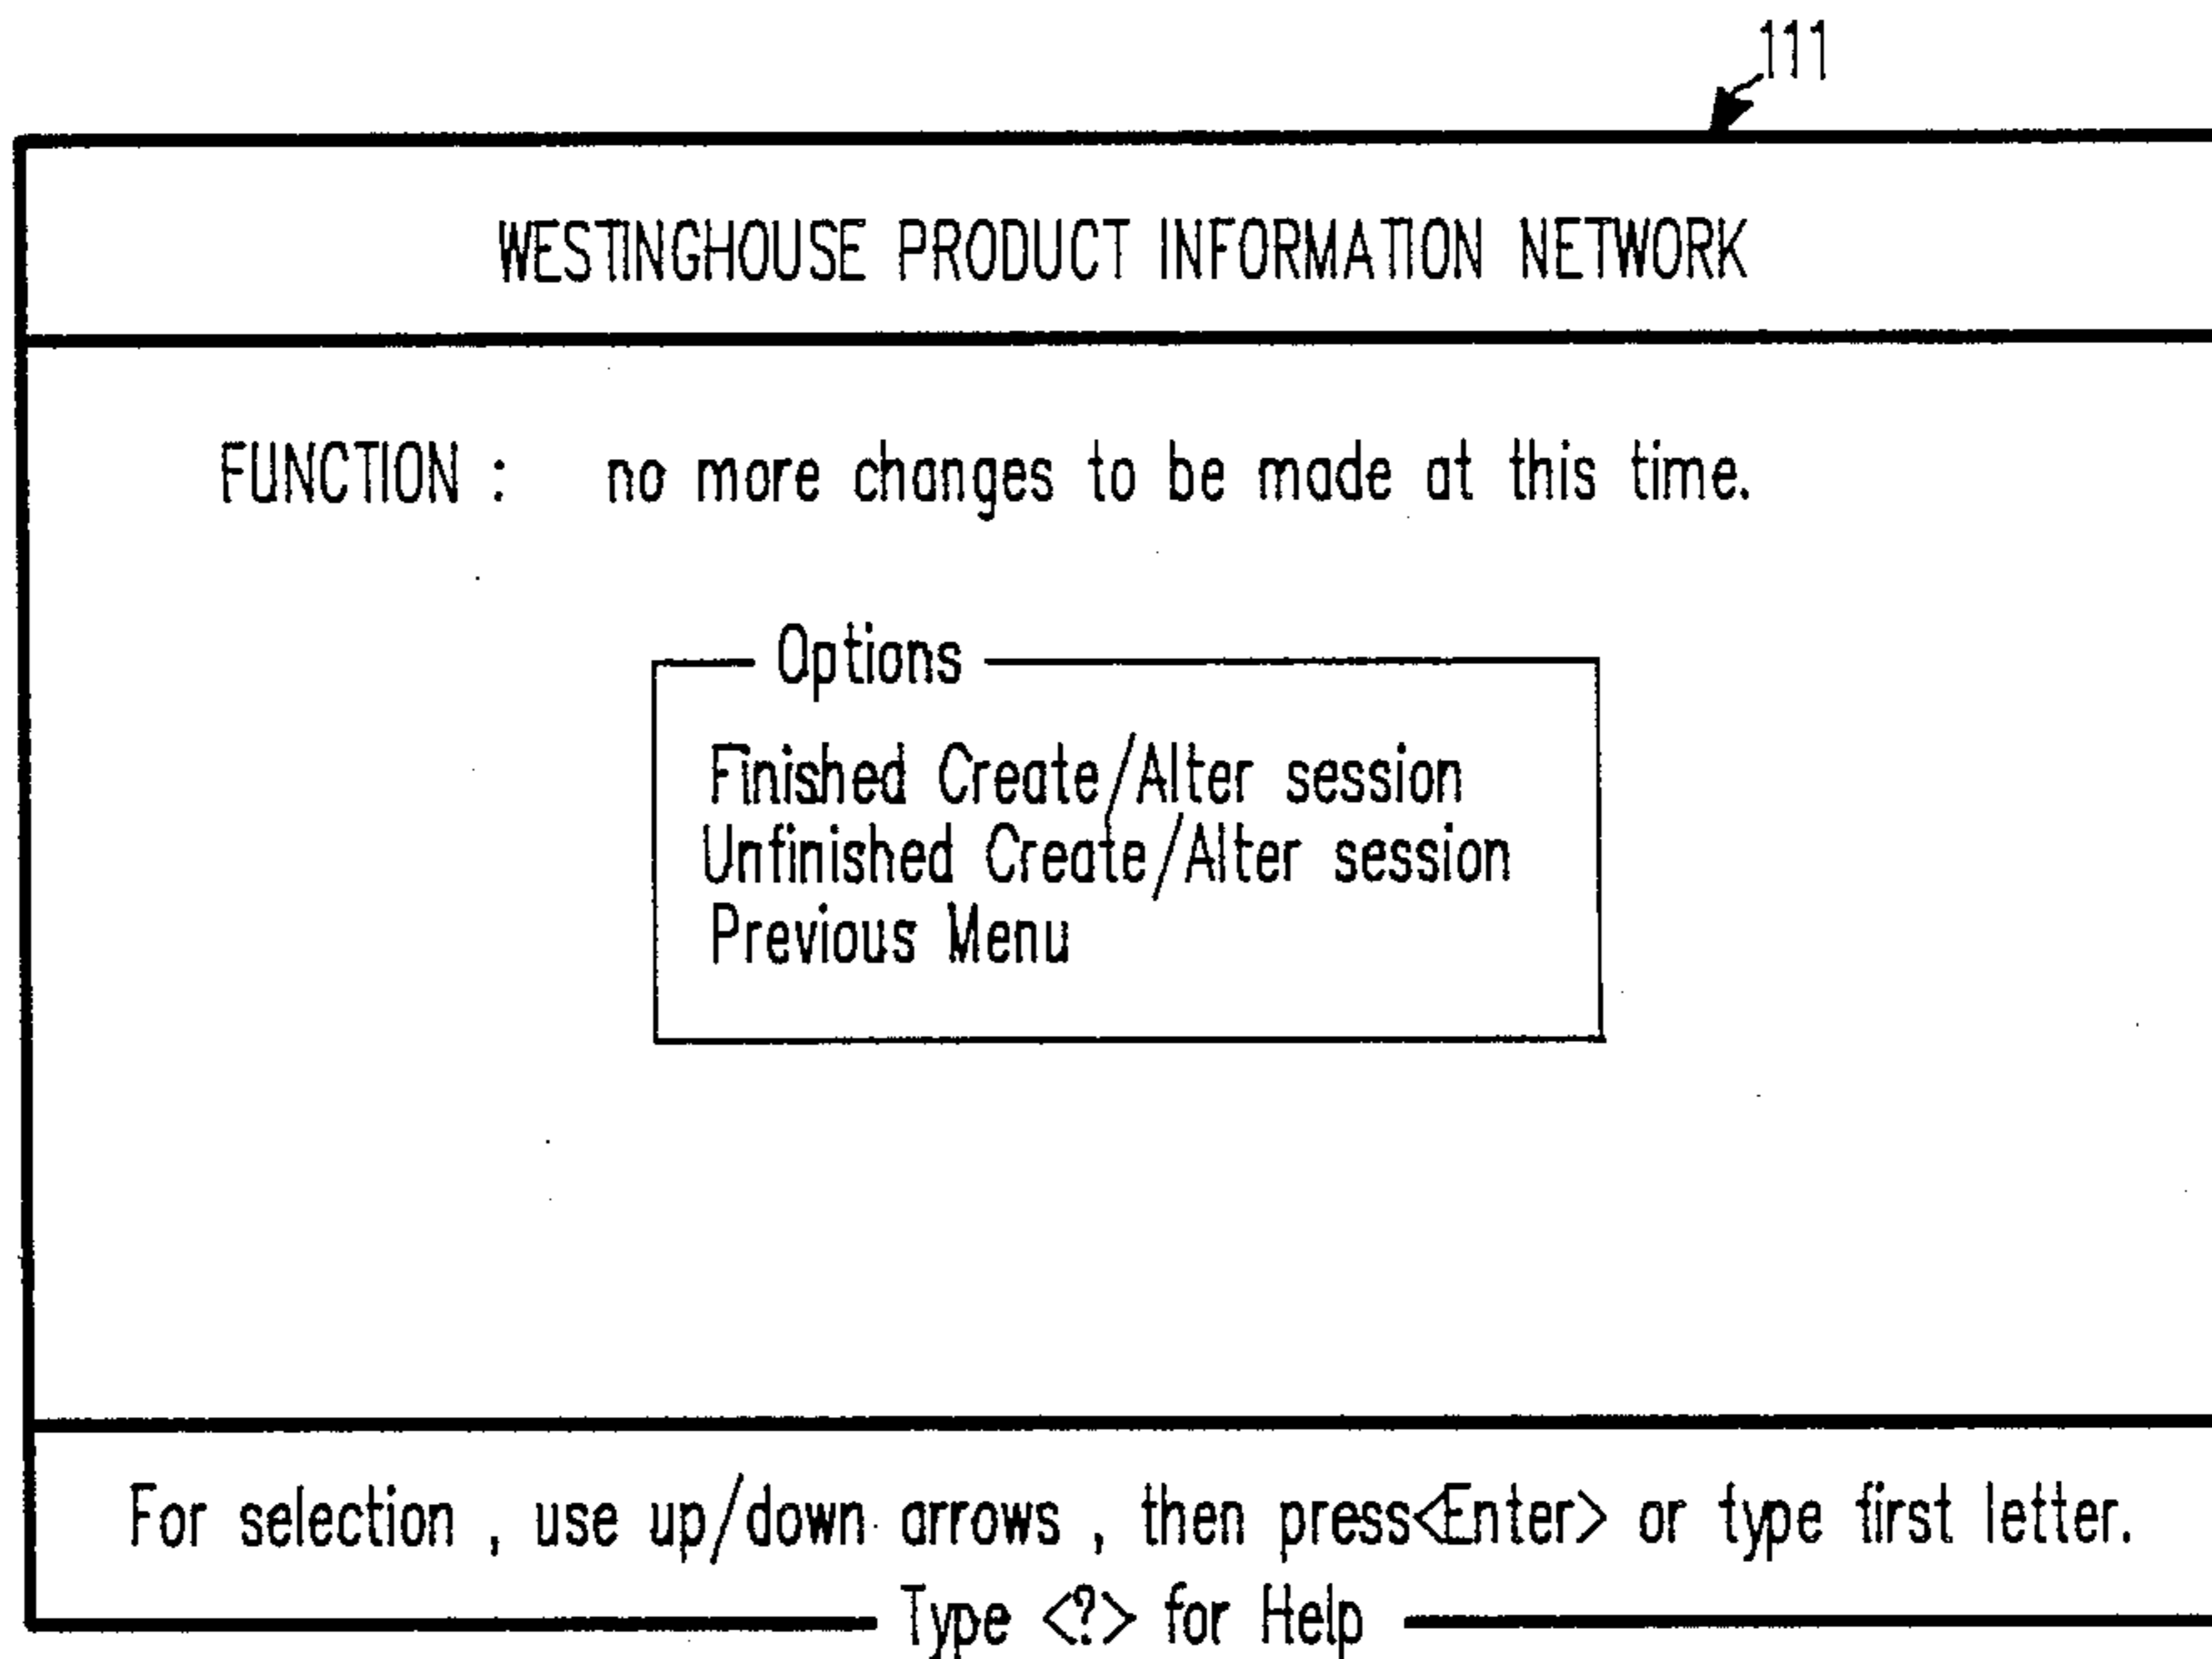 111
WESTINGHOUSE PRODUCT INFORMATION NETWORK
FUNCTION : no more changes to be made at this time.
Options
Finished Create/Alter session
Unfinished Create/Alter session
Previous Menu
For selection , use up/down arrows , then press<Enter> or type first letter.
Type <?> for Help